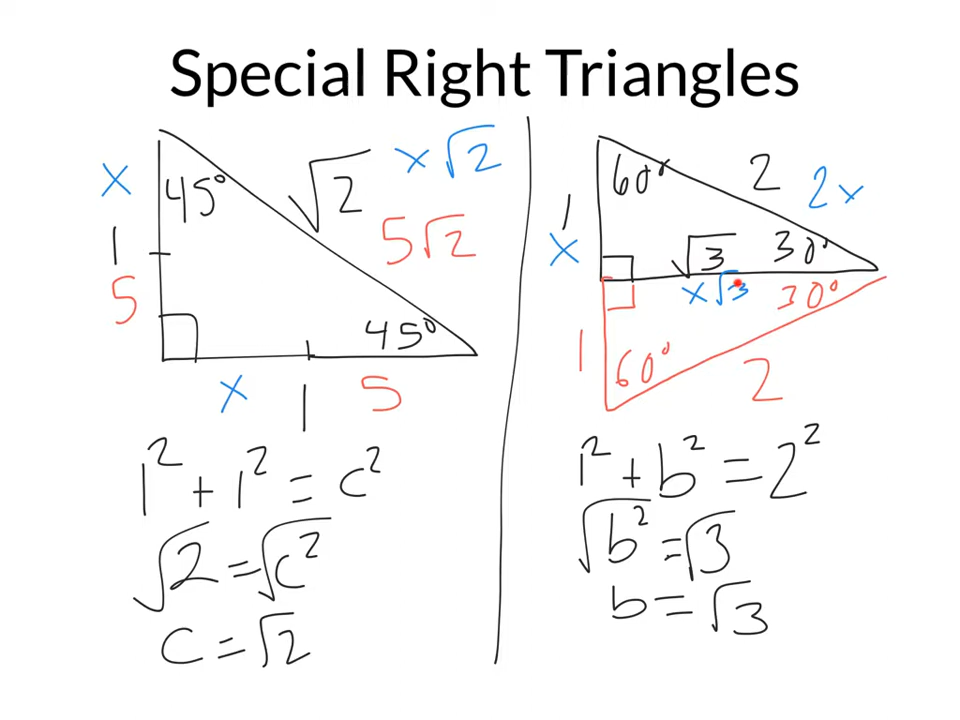 Special Right Triangles
x
45°
√2
x√2
1
5√2
5
45°
x
1
5
1² + 1² = c²
√2 = √c²
c = √2
60°
2
2x
1
x
√3
30°
x√3
30°
1
60°
2
1² + b² = 2²
√b² = √3
b = √3